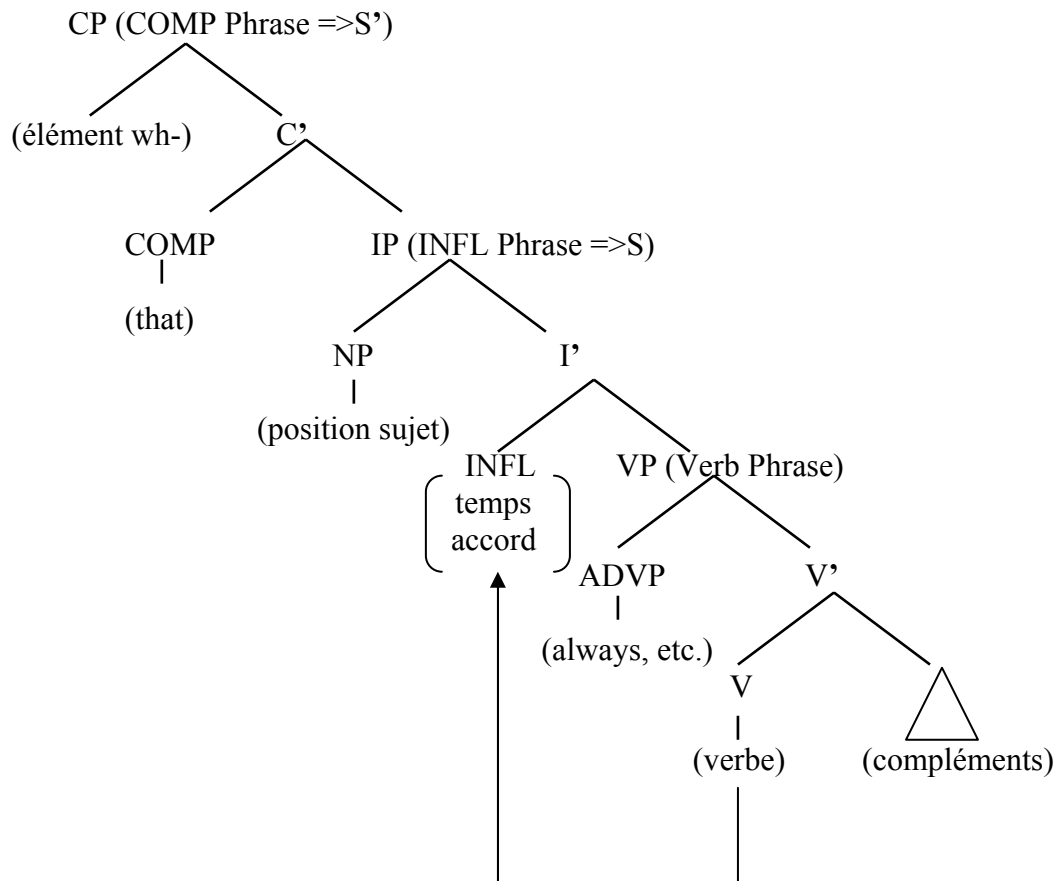 CP (COMP Phrase =>S’)
(élément wh-) C’
COMP IP (INFL Phrase =>S)
(that)
NP I’
(position sujet)
INFL VP (Verb Phrase)
temps
accord
ADVP V’
(always, etc.)
V
(verbe) (compléments)